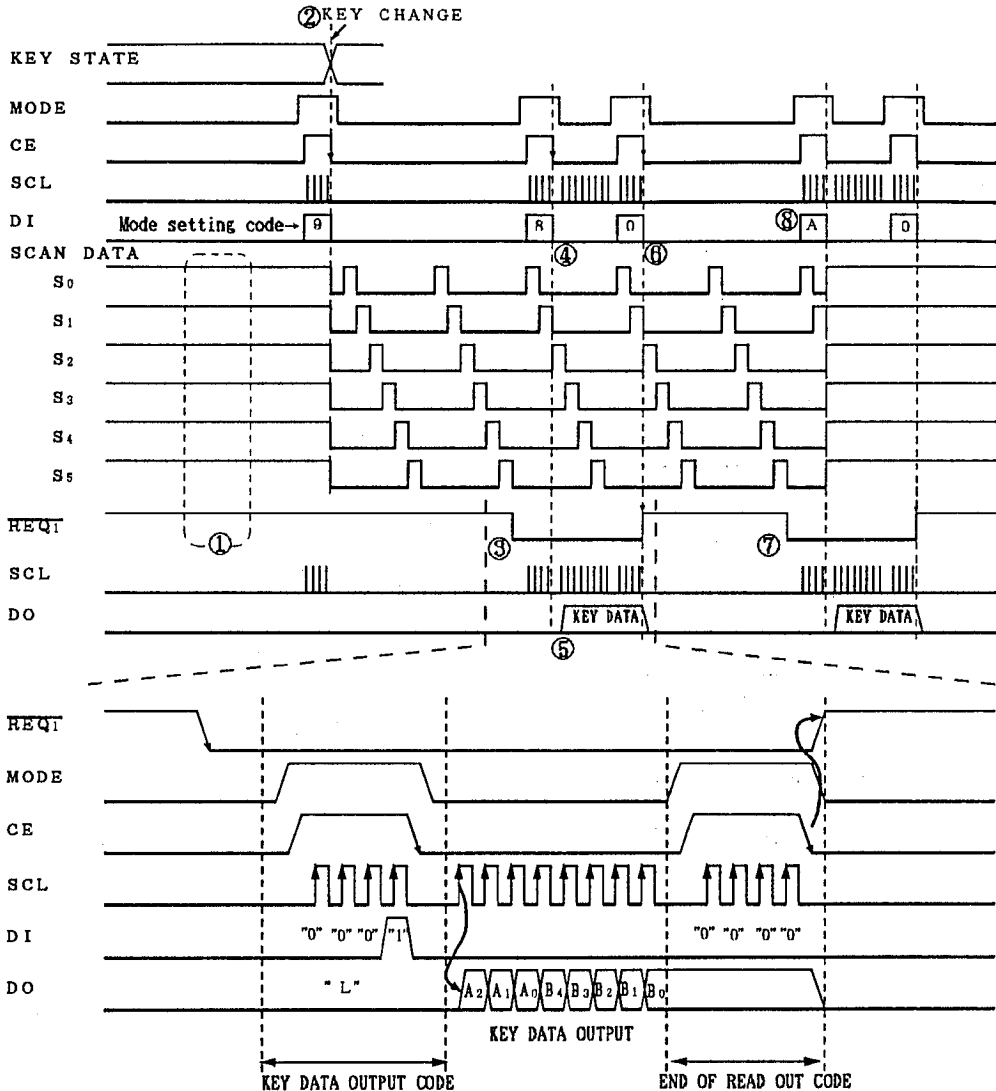 ② KEY CHANGE
KEY STATE
MODE
CE
SCL
DI Mode setting code→ 9 8 0 ⑧ A 0
SCAN DATA ④ ⑥
S0
S1
S2
S3
S4
S5
REQ1 ① ③ ⑦
SCL
DO KEY DATA KEY DATA
⑤
REQ1
MODE
CE
SCL
DI "0" "0" "0" "1" "0" "0" "0" "0"
DO "L" A2 A1 A0 B4 B3 B2 B1 B0
KEY DATA OUTPUT
KEY DATA OUTPUT CODE END OF READ OUT CODE